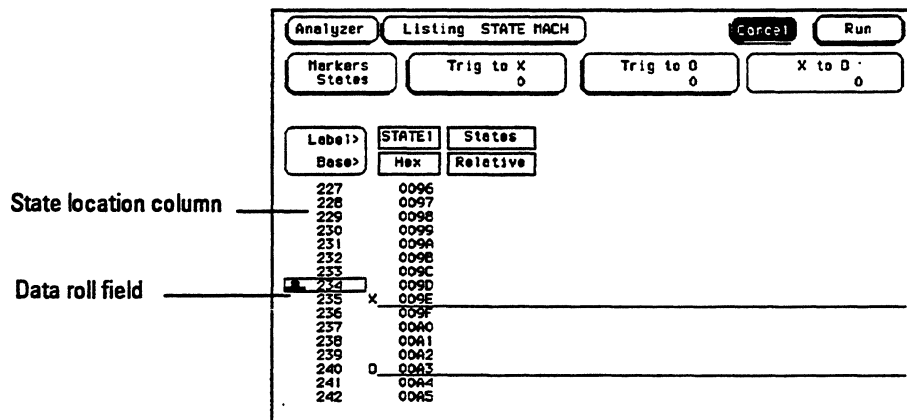 Analyzer Listing STATE MACH Cancel Run
Markers States Trig to X 0 Trig to O 0 X to O 0
Label> STATE1 States
Base> Hex Relative
227 0096
State location column
228 0097
229 0098
230 0099
231 009A
232 009B
233 009C
Data roll field
234 009D
235 X 009E
236 009F
237 00A0
238 00A1
239 00A2
240 O 00A3
241 00A4
242 00A5